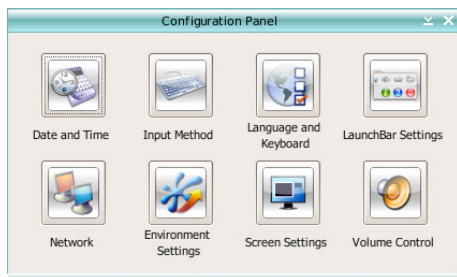 Configuration Panel
Date and Time
Input Method
Language and
Keyboard
LaunchBar Settings
Network
Environment
Settings
Screen Settings
Volume Control